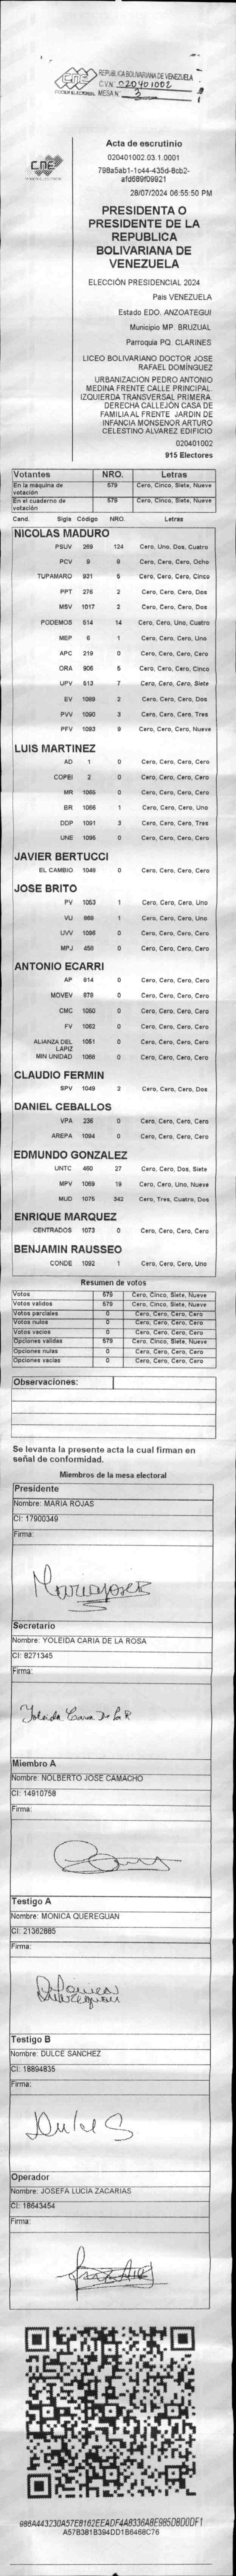 CNE
PODER ELECTORAL
REPUBLICA BOLIVARIANA DE VENEZUELA
C.V.N° 020401002
MESA N° 3
CNE
Acta de escrutinio
020401002.03.1.0001
798a5ab1-1c44-435d-8cb2-
afd689f09921
28/07/2024 06:55:50 PM
PRESIDENTA O
PRESIDENTE DE LA
REPUBLICA
BOLIVARIANA DE
VENEZUELA
ELECCIÓN PRESIDENCIAL 2024
Pais VENEZUELA
Estado EDO. ANZOATEGUI
Municipio MP. BRUZUAL
Parroquia PQ. CLARINES
LICEO BOLIVARIANO DOCTOR JOSE
RAFAEL DOMÍNGUEZ
URBANIZACION PEDRO ANTONIO
MEDINA FRENTE CALLE PRINCIPAL.
IZQUIERDA TRANSVERSAL PRIMERA.
DERECHA CALLEJÓN CASA DE
FAMILIA AL FRENTE JARDIN DE
INFANCIA MONSENOR ARTURO
CELESTINO ALVAREZ EDIFICIO
020401002
915 Electores
Votantes NRO. Letras
En la máquina de votación 579 Cero, Cinco, Siete, Nueve
En el cuaderno de votación 579 Cero, Cinco, Siete, Nueve
Cand. Sigla Código NRO. Letras
NICOLAS MADURO
PSUV 269 124 Cero, Uno, Dos, Cuatro
PCV 9 8 Cero, Cero, Cero, Ocho
TUPAMARO 931 5 Cero, Cero, Cero, Cinco
PPT 276 2 Cero, Cero, Cero, Dos
MSV 1017 2 Cero, Cero, Cero, Dos
PODEMOS 514 14 Cero, Cero, Uno, Cuatro
MEP 6 1 Cero, Cero, Cero, Uno
APC 219 0 Cero, Cero, Cero, Cero
ORA 906 5 Cero, Cero, Cero, Cinco
UPV 513 7 Cero, Cero, Cero, Siete
EV 1089 2 Cero, Cero, Cero, Dos
PVV 1090 3 Cero, Cero, Cero, Tres
PFV 1093 9 Cero, Cero, Cero, Nueve
LUIS MARTINEZ
AD 1 0 Cero, Cero, Cero, Cero
COPEI 2 0 Cero, Cero, Cero, Cero
MR 1065 0 Cero, Cero, Cero, Cero
BR 1066 1 Cero, Cero, Cero, Uno
DDP 1091 3 Cero, Cero, Cero, Tres
UNE 1095 0 Cero, Cero, Cero, Cero
JAVIER BERTUCCI
EL CAMBIO 1048 0 Cero, Cero, Cero, Cero
JOSE BRITO
PV 1053 1 Cero, Cero, Cero, Uno
VU 868 1 Cero, Cero, Cero, Uno
UVV 1096 0 Cero, Cero, Cero, Cero
MPJ 458 0 Cero, Cero, Cero, Cero
ANTONIO ECARRI
AP 814 0 Cero, Cero, Cero, Cero
MOVEV 878 0 Cero, Cero, Cero, Cero
CMC 1050 0 Cero, Cero, Cero, Cero
FV 1062 0 Cero, Cero, Cero, Cero
ALIANZA DEL LAPIZ 1051 0 Cero, Cero, Cero, Cero
MIN UNIDAD 1068 0 Cero, Cero, Cero, Cero
CLAUDIO FERMIN
SPV 1049 2 Cero, Cero, Cero, Dos
DANIEL CEBALLOS
VPA 236 0 Cero, Cero, Cero, Cero
AREPA 1094 0 Cero, Cero, Cero, Cero
EDMUNDO GONZALEZ
UNTC 460 27 Cero, Cero, Dos, Siete
MPV 1069 19 Cero, Cero, Uno, Nueve
MUD 1075 342 Cero, Tres, Cuatro, Dos
ENRIQUE MARQUEZ
CENTRADOS 1073 0 Cero, Cero, Cero, Cero
BENJAMIN RAUSSEO
CONDE 1092 1 Cero, Cero, Cero, Uno
Resumen de votos
Votos 579 Cero, Cinco, Siete, Nueve
Votos validos 579 Cero, Cinco, Siete, Nueve
Votos parciales 0 Cero, Cero, Cero, Cero
Votos nulos 0 Cero, Cero, Cero, Cero
Votos vacíos 0 Cero, Cero, Cero, Cero
Opciones validas 579 Cero, Cinco, Siete, Nueve
Opciones nulas 0 Cero, Cero, Cero, Cero
Opciones vacias 0 Cero, Cero, Cero, Cero
Observaciones:
Se levanta la presente acta la cual firman en
señal de conformidad.
Miembros de la mesa electoral
Presidente
Nombre: MARIA ROJAS
CI: 17900349
Firma:
Secretario
Nombre: YOLEIDA CARIA DE LA ROSA
CI: 8271345
Firma:
Yoleida Caria De La R
Miembro A
Nombre: NOLBERTO JOSE CAMACHO
CI: 14910758
Firma:
Testigo A
Nombre: MONICA QUEREGUAN
CI: 21362885
Firma:
Testigo B
Nombre: DULCE SANCHEZ
CI: 18894835
Firma:
Dulce S
Operador
Nombre: JOSEFA LUCIA ZACARIAS
CI: 18643454
Firma:
986A443230A57E8162EEADF4A8336A8E985D8D0DF1
A57B381B394DD1B6468C76